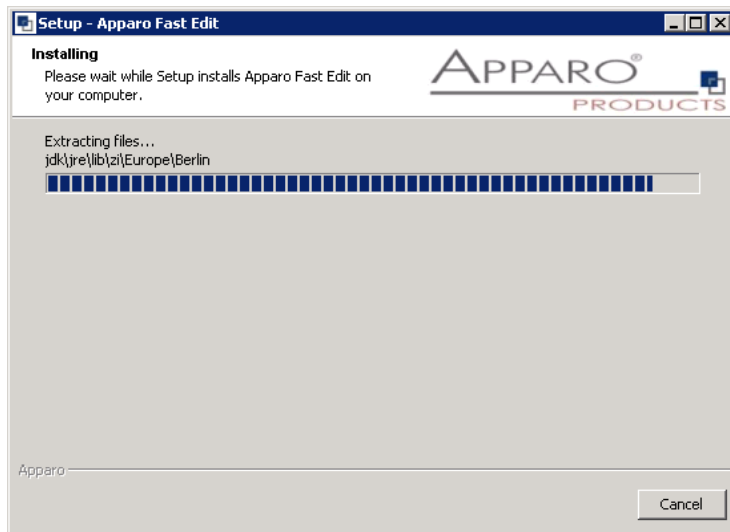 Setup - Apparo Fast Edit
Installing
Please wait while Setup installs Apparo Fast Edit on
your computer.
APPARO®
PRODUCTS
Extracting files...
jdk\jre\lib\zi\Europe\Berlin
Apparo
Cancel